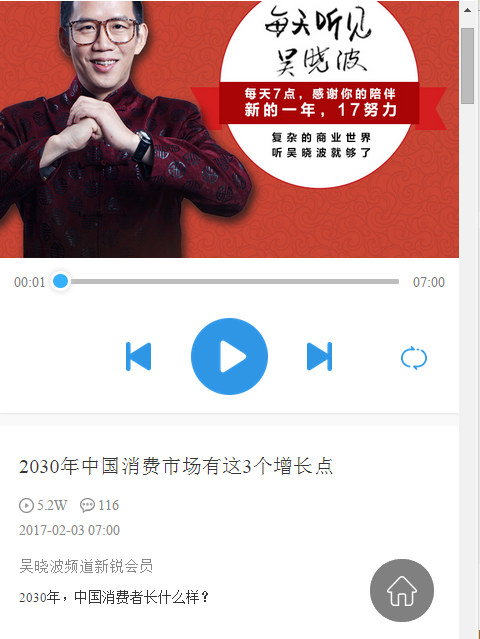 每天听见
吴晓波
每天7点，感谢你的陪伴
新的一年，17努力
复杂的商业世界
听吴晓波就够了
00:01
07:00
2030年中国消费市场有这3个增长点
5.2W
116
2017-02-03 07:00
吴晓波频道新锐会员
2030年，中国消费者长什么样？